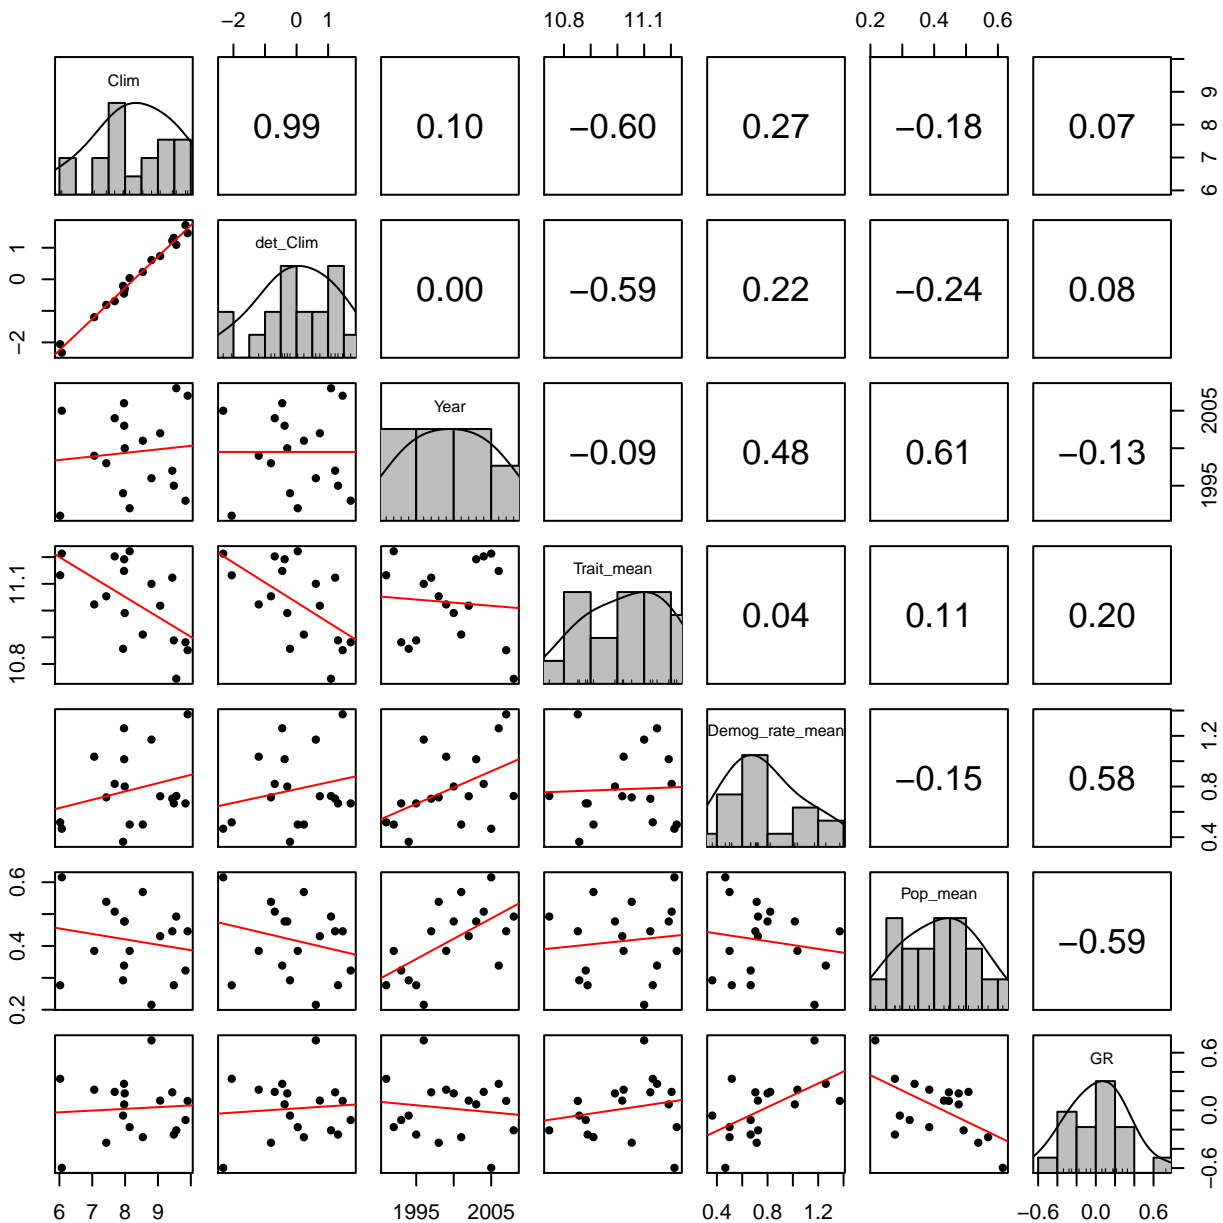 -2 0 1 10.8 11.1 0.2 0.4 0.6
Clim 0.99 0.10 −0.60 0.27 −0.18 0.07 6 7 8 9
−2 0 1 det_Clim 0.00 −0.59 0.22 −0.24 0.08
Year −0.09 0.48 0.61 −0.13 1995 2005
10.8 11.1 Trait_mean 0.04 0.11 0.20
Demog_rate_mean −0.15 0.58 0.4 0.8 1.2
0.2 0.4 0.6 Pop_mean −0.59
GR −0.6 0.0 0.6
6 7 8 9 1995 2005 0.4 0.8 1.2 −0.6 0.0 0.6